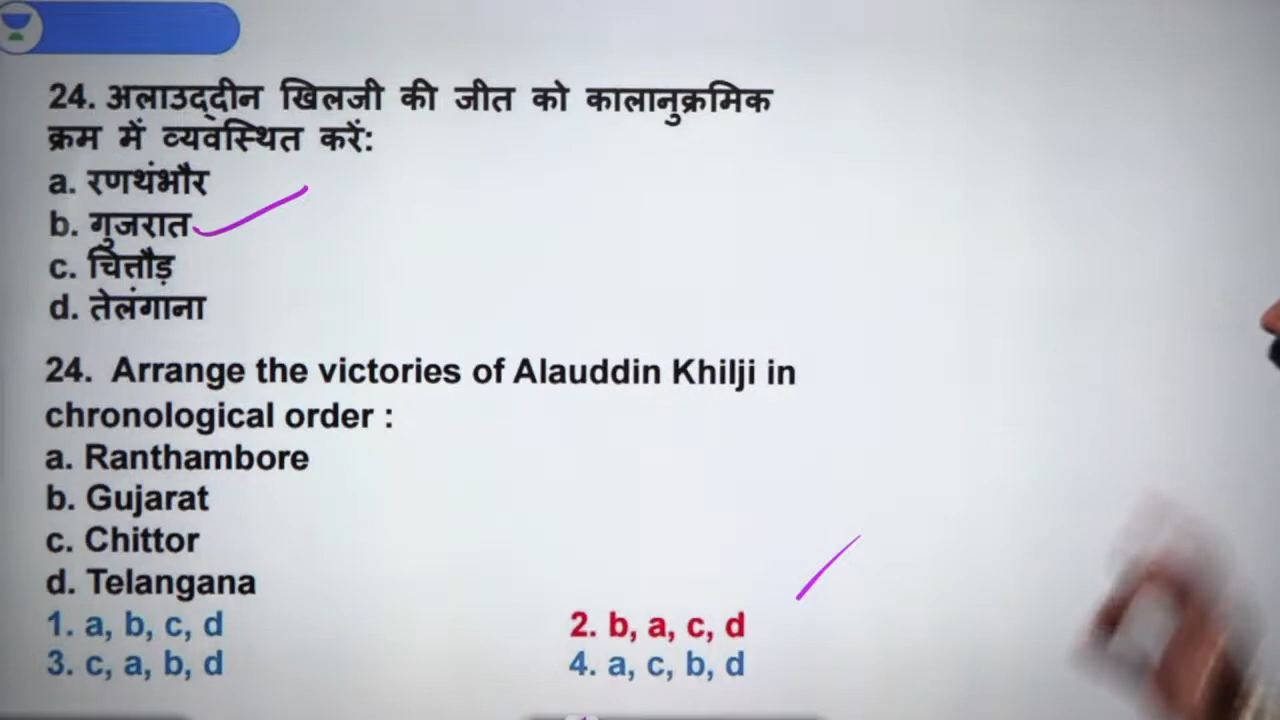 24. अलाउद्दीन खिलजी की जीत को कालानुक्रमिक
क्रम में व्यवस्थित करें:
a. रणथंभौर
b. गुजरात
c. चित्तौड़
d. तेलंगाना
24. Arrange the victories of Alauddin Khilji in
chronological order :
a. Ranthambore
b. Gujarat
c. Chittor
d. Telangana
1. a, b, c, d
2. b, a, c, d
3. c, a, b, d
4. a, c, b, d